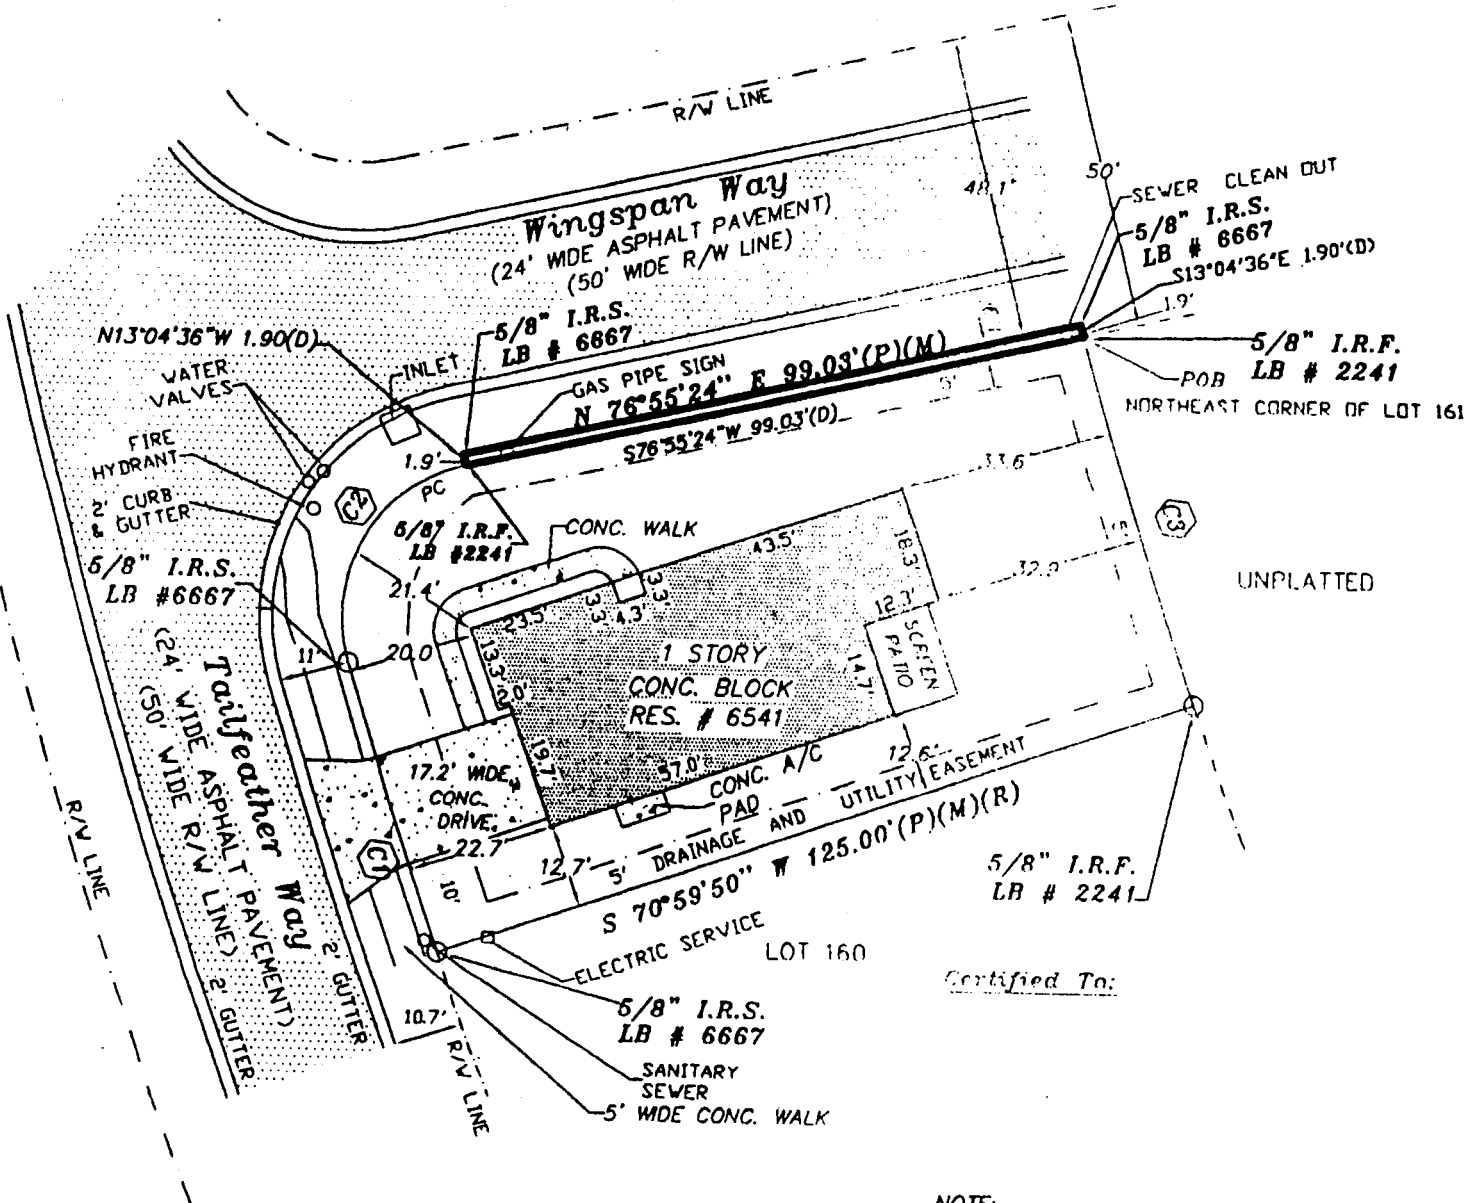 R/W LINE
50'
48.1'
Wingspan Way
(24' WIDE ASPHALT PAVEMENT)
(50' WIDE R/W LINE)
SEWER CLEAN OUT
5/8" I.R.S.
LB # 6667
S13°04'36"E 1.90'(D)
1.9'
5/8" I.R.F.
LB # 2241
POB
NORTHEAST CORNER OF LOT 161
N13°04'36"W 1.90(D)
5/8" I.R.S.
LB # 6667
INLET
WATER
VALVES
GAS PIPE SIGN
N 76°55'24" E 99.03'(P)(M)
S76°55'24"W 99.03'(D)
5'
FIRE
HYDRANT
1.9'
PC
C2
2' CURB
& GUTTER
5/8" I.R.F.
LB #2241
CONC. WALK
5/8" I.R.S.
LB #6667
21.4'
33.6
43.5'
18.3'
5'
C3
32.9'
UNPLATTED
3.3'
3.3'
4.3'
23.5'
12.3'
SCREEN
PATIO
11'
20.0
13.3'
2.0'
14.7'
1 STORY
CONC. BLOCK
RES. # 6541
19.7'
57.0'
12.6'
17.2' WIDE
CONC.
DRIVE
CONC. A/C
PAD
C1
22.7'
12.7'
10'
5' DRAINAGE AND UTILITY EASEMENT
S 70°59'50" W 125.00'(P)(M)(R)
5/8" I.R.F.
LB # 2241
Tailfeather Way
(24' WIDE ASPHALT PAVEMENT)
(50' WIDE R/W LINE)
R/W LINE
2' GUTTER
2' GUTTER
ELECTRIC SERVICE
LOT 160
Certified To:
5/8" I.R.S.
LB # 6667
10.7'
R/W LINE
SANITARY
SEWER
5' WIDE CONC. WALK
NOTE: